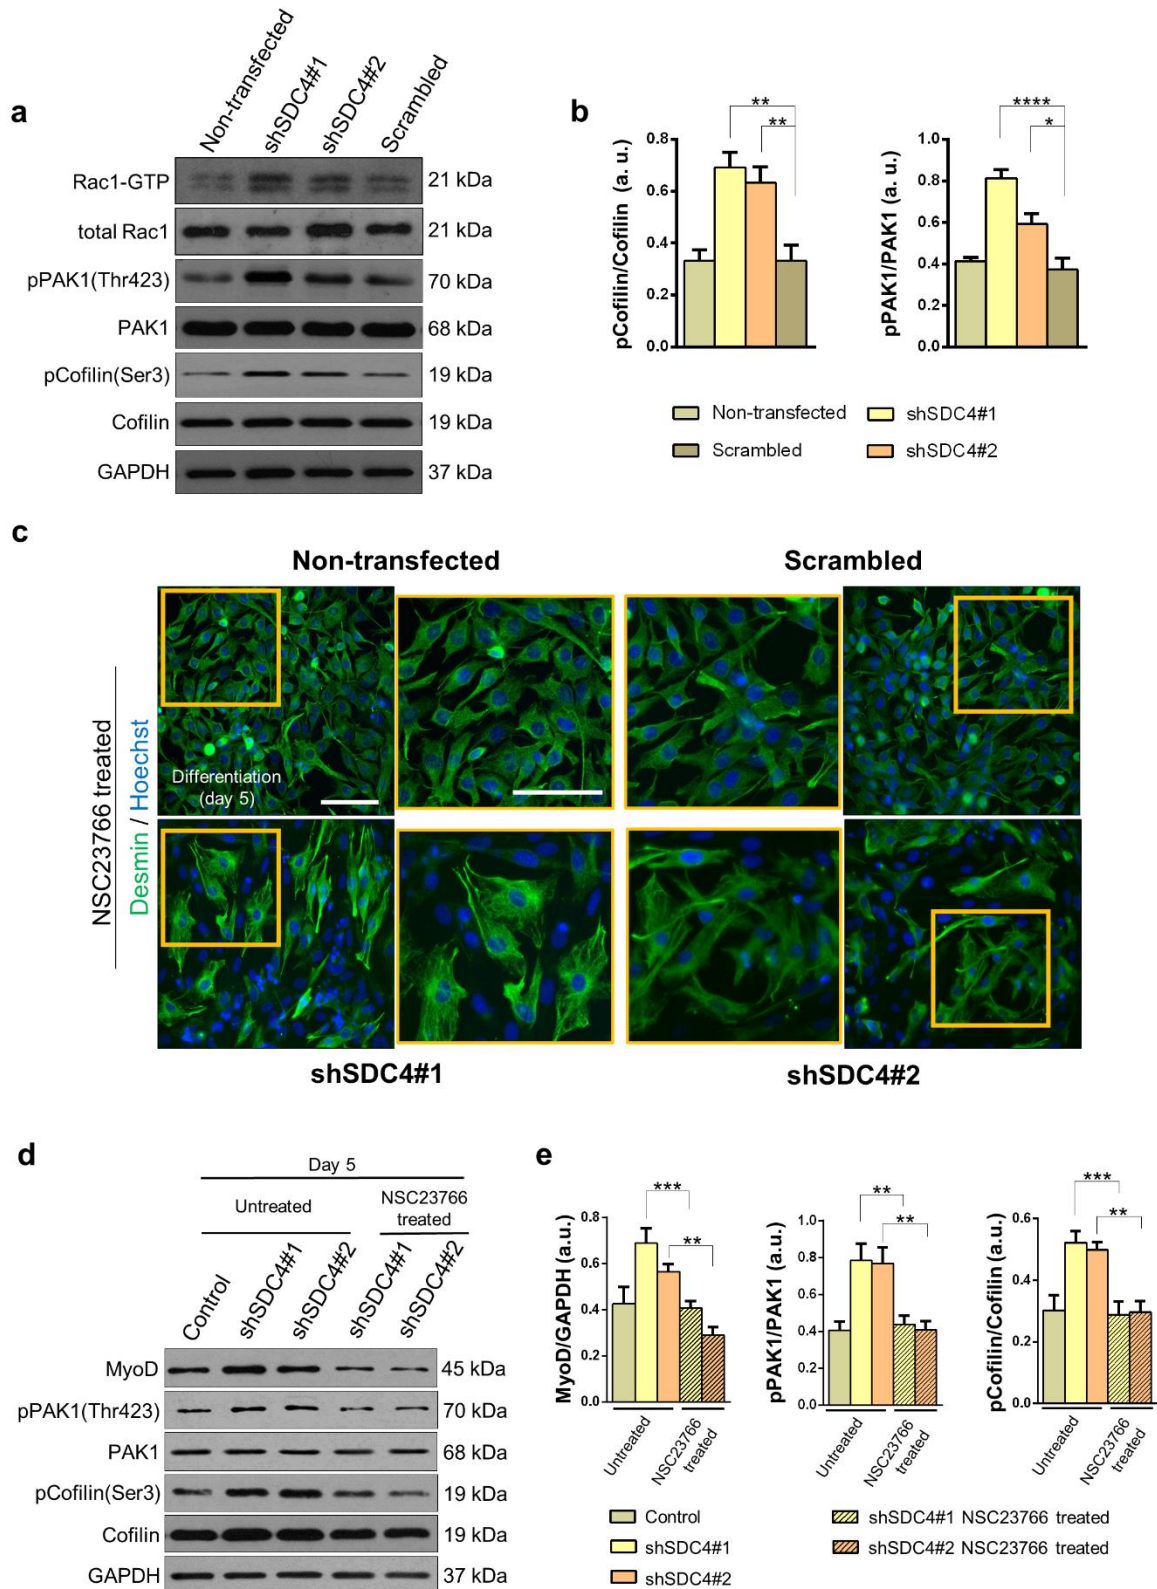 a
Non-transfected
shSDC4#1
shSDC4#2
Scrambled
Rac1-GTP 21 kDa
total Rac1 21 kDa
pPAK1(Thr423) 70 kDa
PAK1 68 kDa
pCofilin(Ser3) 19 kDa
Cofilin 19 kDa
GAPDH 37 kDa
b
pCofilin/Cofilin (a. u.)
0.8
0.6
0.4
0.2
0.0
**
**
pPAK1/PAK1 (a. u.)
1.0
0.8
0.6
0.4
0.2
0.0
****
*
Non-transfected shSDC4#1
Scrambled shSDC4#2
c
Non-transfected Scrambled
NSC23766 treated
Desmin / Hoechst
Differentiation
(day 5)
shSDC4#1 shSDC4#2
d
Day 5
Untreated
NSC23766
treated
Control
shSDC4#1
shSDC4#2
shSDC4#1
shSDC4#2
MyoD 45 kDa
pPAK1(Thr423) 70 kDa
PAK1 68 kDa
pCofilin(Ser3) 19 kDa
Cofilin 19 kDa
GAPDH 37 kDa
e
MyoD/GAPDH (a.u.)
0.8
0.6
0.4
0.2
0.0
***
**
Untreated
NSC23766
treated
pPAK1/PAK1 (a.u.)
1.0
0.8
0.6
0.4
0.2
0.0
**
**
Untreated
NSC23766
treated
pCofilin/Cofilin (a.u.)
0.6
0.4
0.2
0.0
***
**
Untreated
NSC23766
treated
Control shSDC4#1 NSC23766 treated
shSDC4#1 shSDC4#2 NSC23766 treated
shSDC4#2